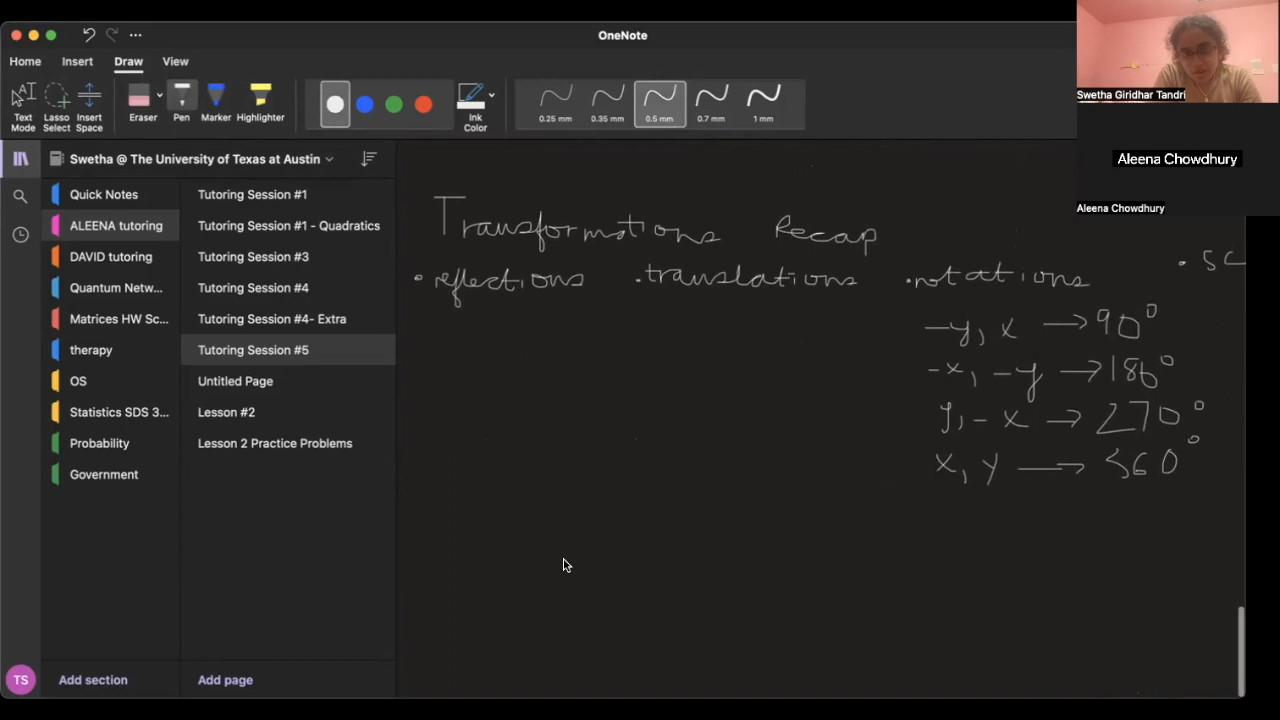 OneNote
Home Insert Draw View
Text Mode
Lasso Select
Insert Space
Eraser
Pen
Marker
Highlighter
Ink Color
0.25 mm
0.35 mm
0.5 mm
0.7 mm
1 mm
Swetha Giridhar Tandri
Aleena Chowdhury
Aleena Chowdhury
Swetha @ The University of Texas at Austin
Quick Notes
ALEENA tutoring
DAVID tutoring
Quantum Netw...
Matrices HW Sc...
therapy
OS
Statistics SDS 3...
Probability
Government
Tutoring Session #1
Tutoring Session #1 - Quadratics
Tutoring Session #3
Tutoring Session #4
Tutoring Session #4- Extra
Tutoring Session #5
Untitled Page
Lesson #2
Lesson 2 Practice Problems
Transformations Recap
• reflections • translations • rotations • sc
-y, x → 90°
-x, -y → 180°
y, -x → 270°
x, y → 360°
TS
Add section
Add page